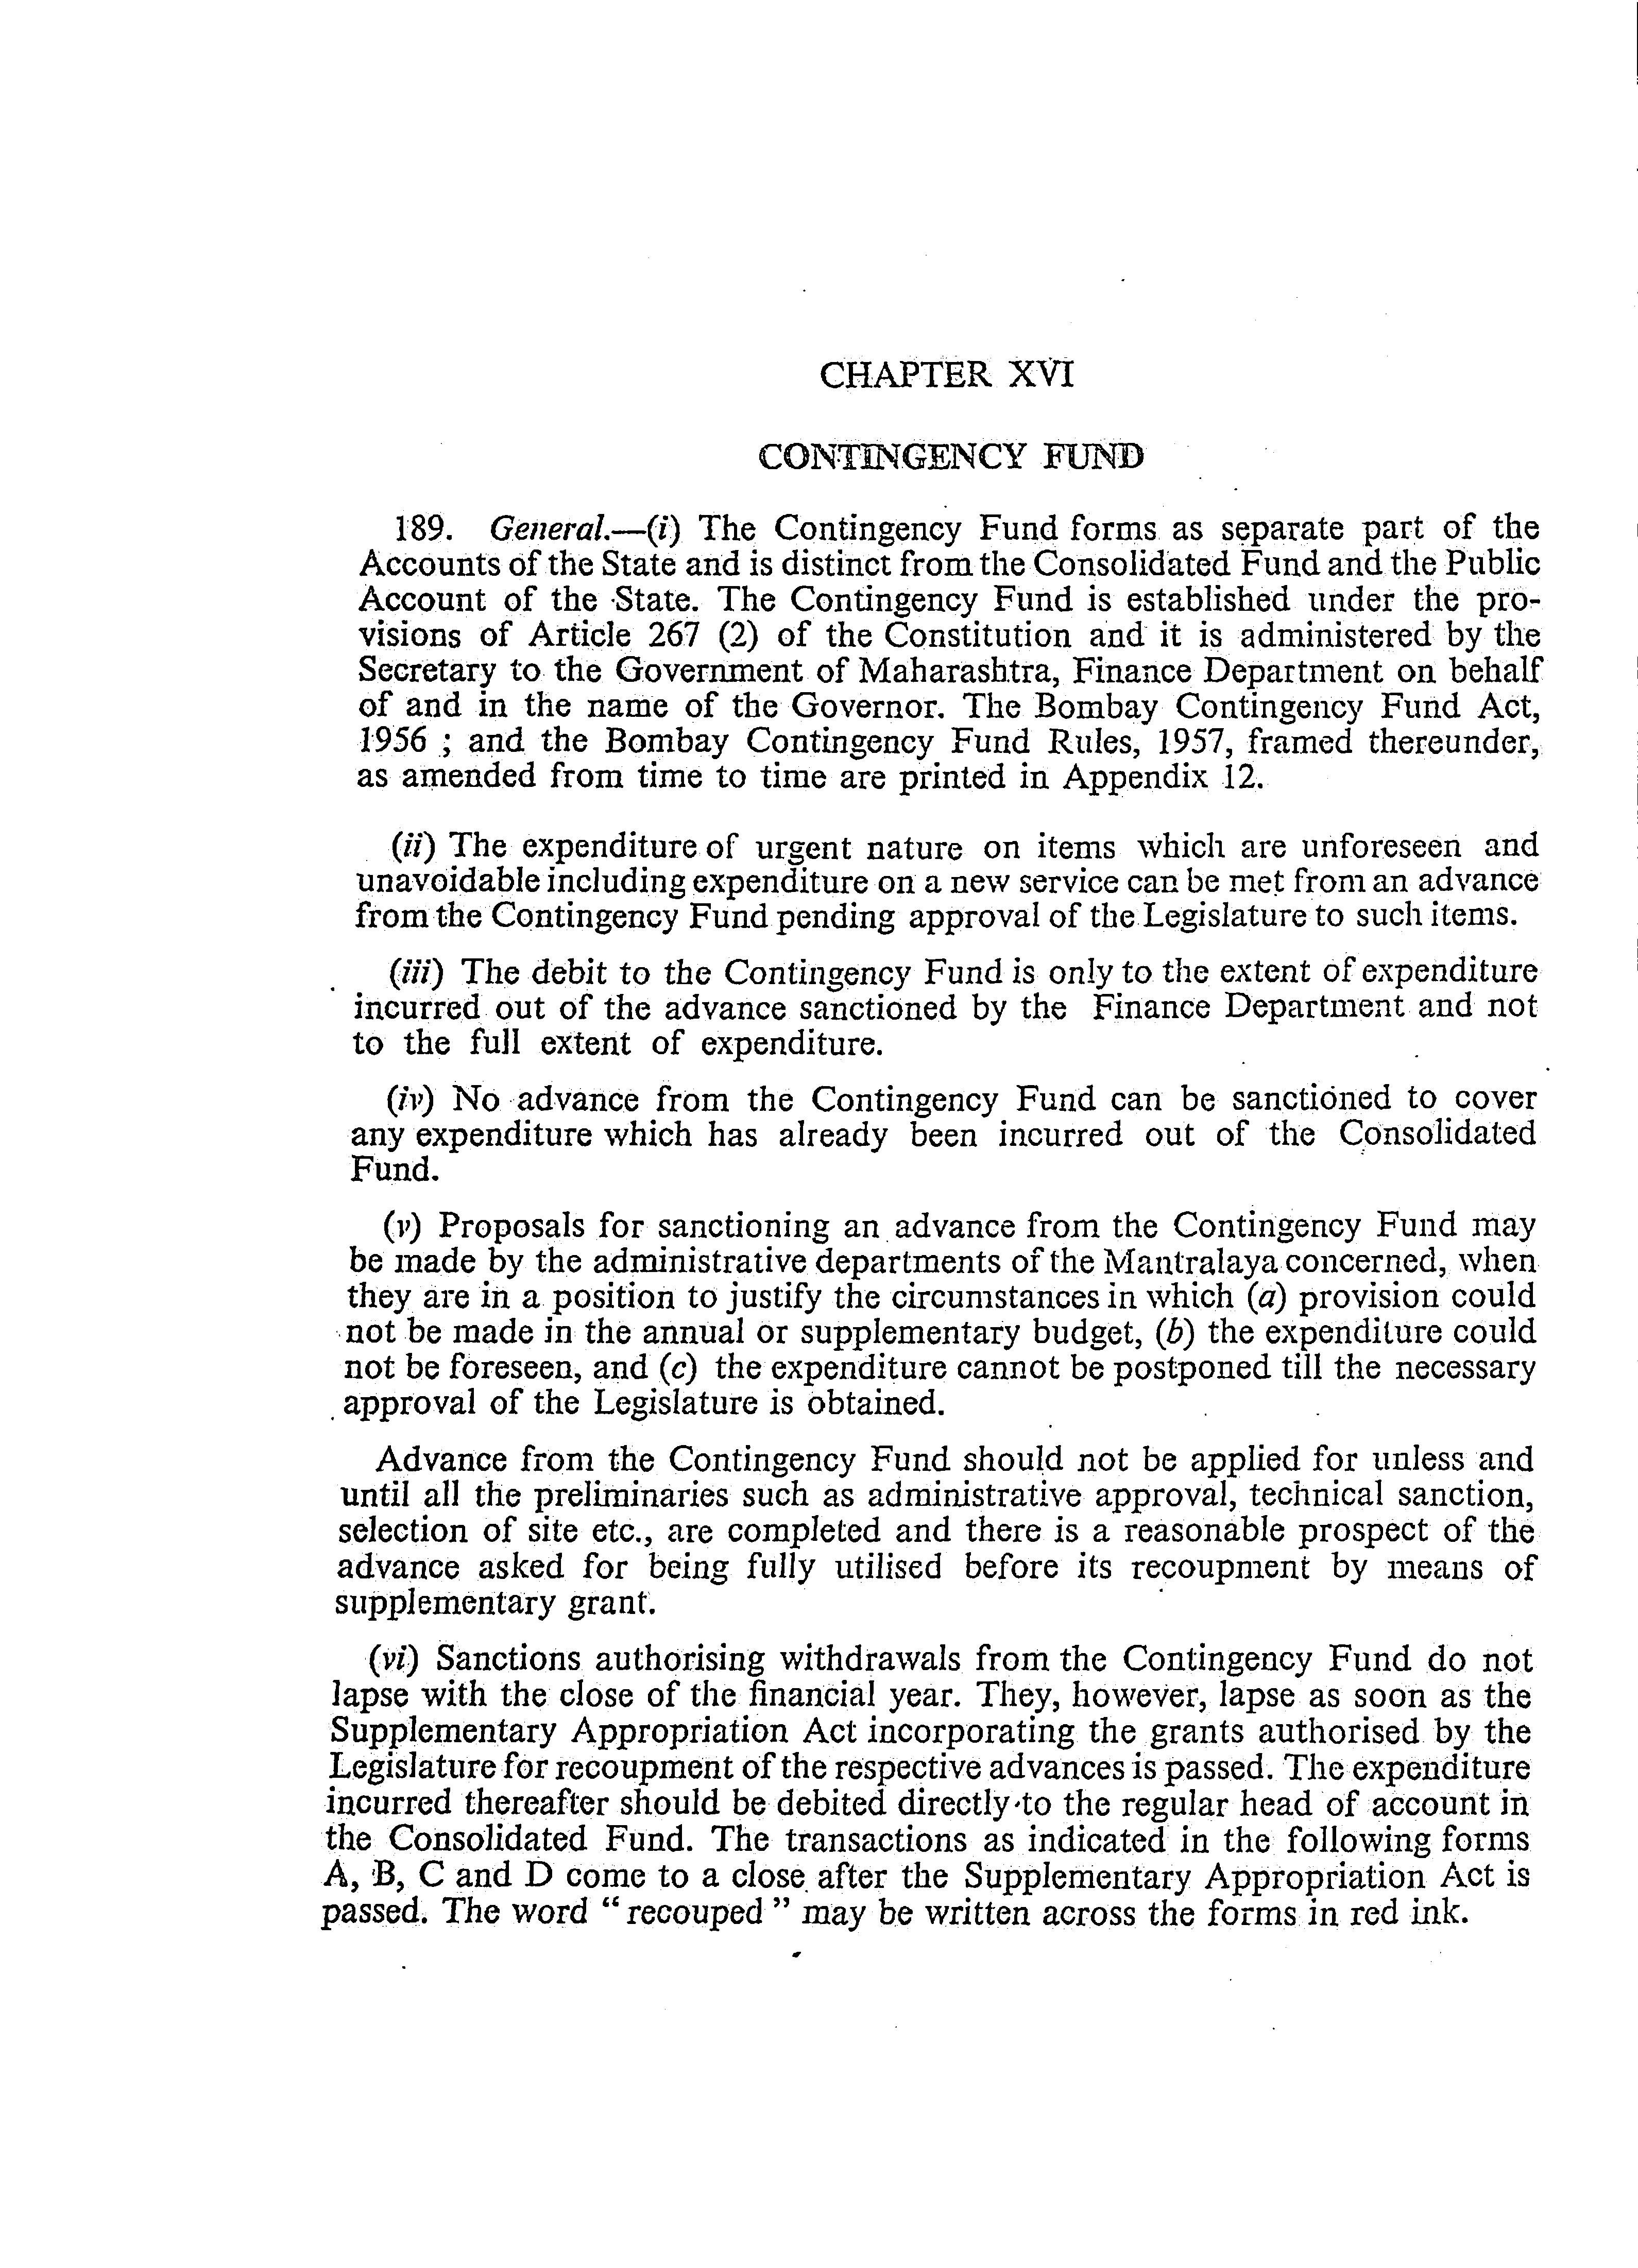 CHAPTER XVI
CONTINGENCY FUND
189. General.—(i) The Contingency Fund forms as separate part of the
Accounts of the State and is distinct from the Consolidated Fund and the Public
Account of the State. The Contingency Fund is established under the pro-
visions of Article 267 (2) of the Constitution and it is administered by the
Secretary to the Government of Maharashtra, Finance Department on behalf
of and in the name of the Governor. The Bombay Contingency Fund Act,
1956 ; and the Bombay Contingency Fund Rules, 1957, framed thereunder,
as amended from time to time are printed in Appendix 12.
(ii) The expenditure of urgent nature on items which are unforeseen and
unavoidable including expenditure on a new service can be met from an advance
from the Contingency Fund pending approval of the Legislature to such items.
(iii) The debit to the Contingency Fund is only to the extent of expenditure
incurred out of the advance sanctioned by the Finance Department and not
to the full extent of expenditure.
(iv) No advance from the Contingency Fund can be sanctioned to cover
any expenditure which has already been incurred out of the Consolidated
Fund.
(v) Proposals for sanctioning an advance from the Contingency Fund may
be made by the administrative departments of the Mantralaya concerned, when
they are in a position to justify the circumstances in which (a) provision could
not be made in the annual or supplementary budget, (b) the expenditure could
not be foreseen, and (c) the expenditure cannot be postponed till the necessary
approval of the Legislature is obtained.
Advance from the Contingency Fund should not be applied for unless and
until all the preliminaries such as administrative approval, technical sanction,
selection of site etc., are completed and there is a reasonable prospect of the
advance asked for being fully utilised before its recoupment by means of
supplementary grant.
(vi) Sanctions authorising withdrawals from the Contingency Fund do not
lapse with the close of the financial year. They, however, lapse as soon as the
Supplementary Appropriation Act incorporating the grants authorised by the
Legislature for recoupment of the respective advances is passed. The expenditure
incurred thereafter should be debited directly to the regular head of account in
the Consolidated Fund. The transactions as indicated in the following forms
A, B, C and D come to a close after the Supplementary Appropriation Act is
passed. The word “ recouped ” may be written across the forms in red ink.